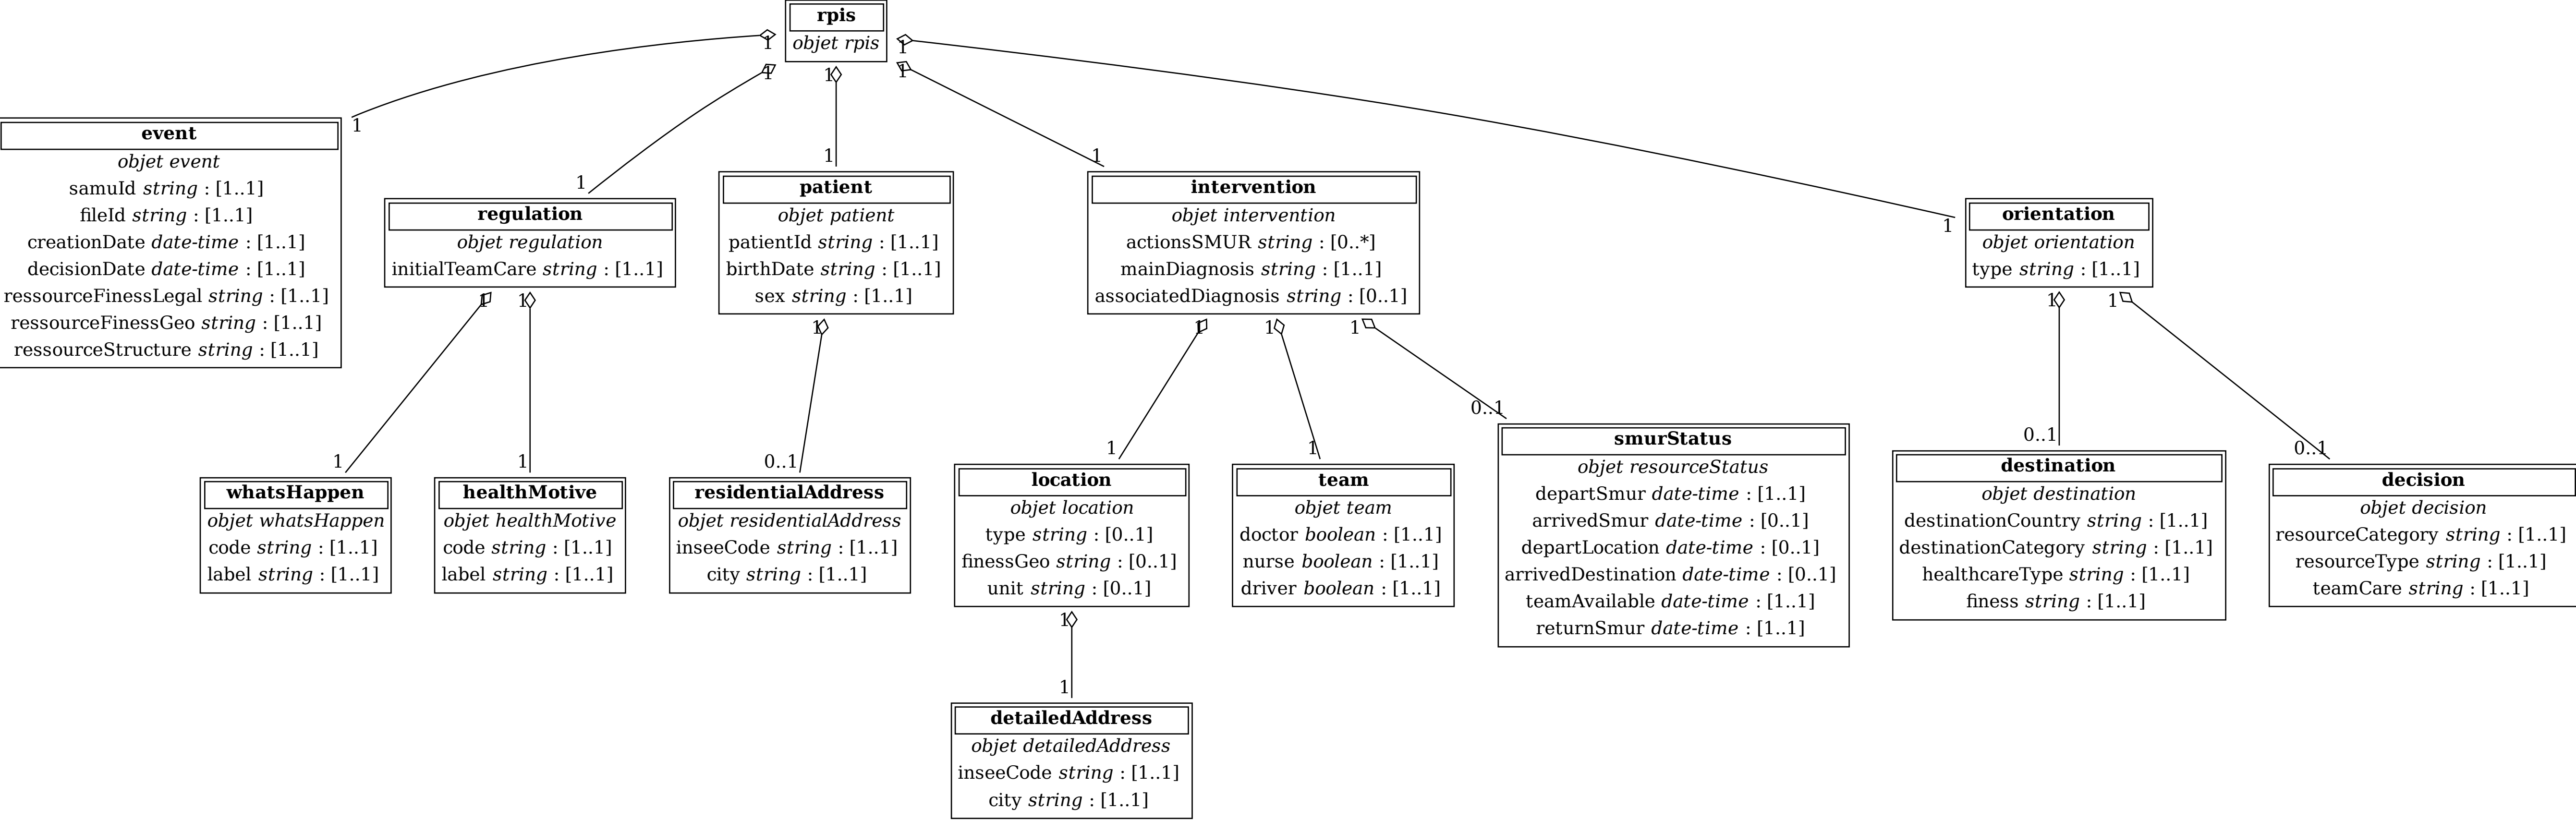 rpis
objet rpis
1
1
1
1
1
event
objet event
samuId string : [1..1]
fileId string : [1..1]
creationDate date-time : [1..1]
decisionDate date-time : [1..1]
ressourceFinessLegal string : [1..1]
ressourceFinessGeo string : [1..1]
ressourceStructure string : [1..1]
1
regulation
objet regulation
initialTeamCare string : [1..1]
1
1
1
patient
objet patient
patientId string : [1..1]
birthDate string : [1..1]
sex string : [1..1]
1
1
intervention
objet intervention
actionsSMUR string : [0..*]
mainDiagnosis string : [1..1]
associatedDiagnosis string : [0..1]
1
1
1
1
1
orientation
objet orientation
type string : [1..1]
1
1
1
whatsHappen
objet whatsHappen
code string : [1..1]
label string : [1..1]
1
healthMotive
objet healthMotive
code string : [1..1]
label string : [1..1]
0..1
residentialAddress
objet residentialAddress
inseeCode string : [1..1]
city string : [1..1]
1
location
objet location
type string : [0..1]
finessGeo string : [0..1]
unit string : [0..1]
1
1
team
objet team
doctor boolean : [1..1]
nurse boolean : [1..1]
driver boolean : [1..1]
0..1
smurStatus
objet resourceStatus
departSmur date-time : [1..1]
arrivedSmur date-time : [0..1]
departLocation date-time : [0..1]
arrivedDestination date-time : [0..1]
teamAvailable date-time : [1..1]
returnSmur date-time : [1..1]
0..1
destination
objet destination
destinationCountry string : [1..1]
destinationCategory string : [1..1]
healthcareType string : [1..1]
finess string : [1..1]
0..1
decision
objet decision
resourceCategory string : [1..1]
resourceType string : [1..1]
teamCare string : [1..1]
1
detailedAddress
objet detailedAddress
inseeCode string : [1..1]
city string : [1..1]